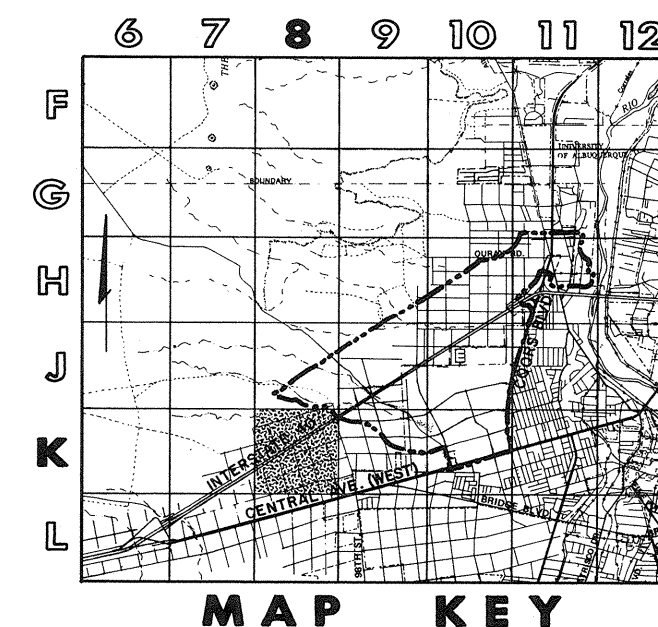 6 7 8 9 10 11 12
F
UNIVERSITY
OF ALBUQUERQUE
RIO
G
BOUNDARY
OURAY RD.
H
COORS BLVD
J
K
INTERSTATE 40
CENTRAL AVE. (WEST)
BRIDGE BLVD.
L
98TH ST.
MAP KEY